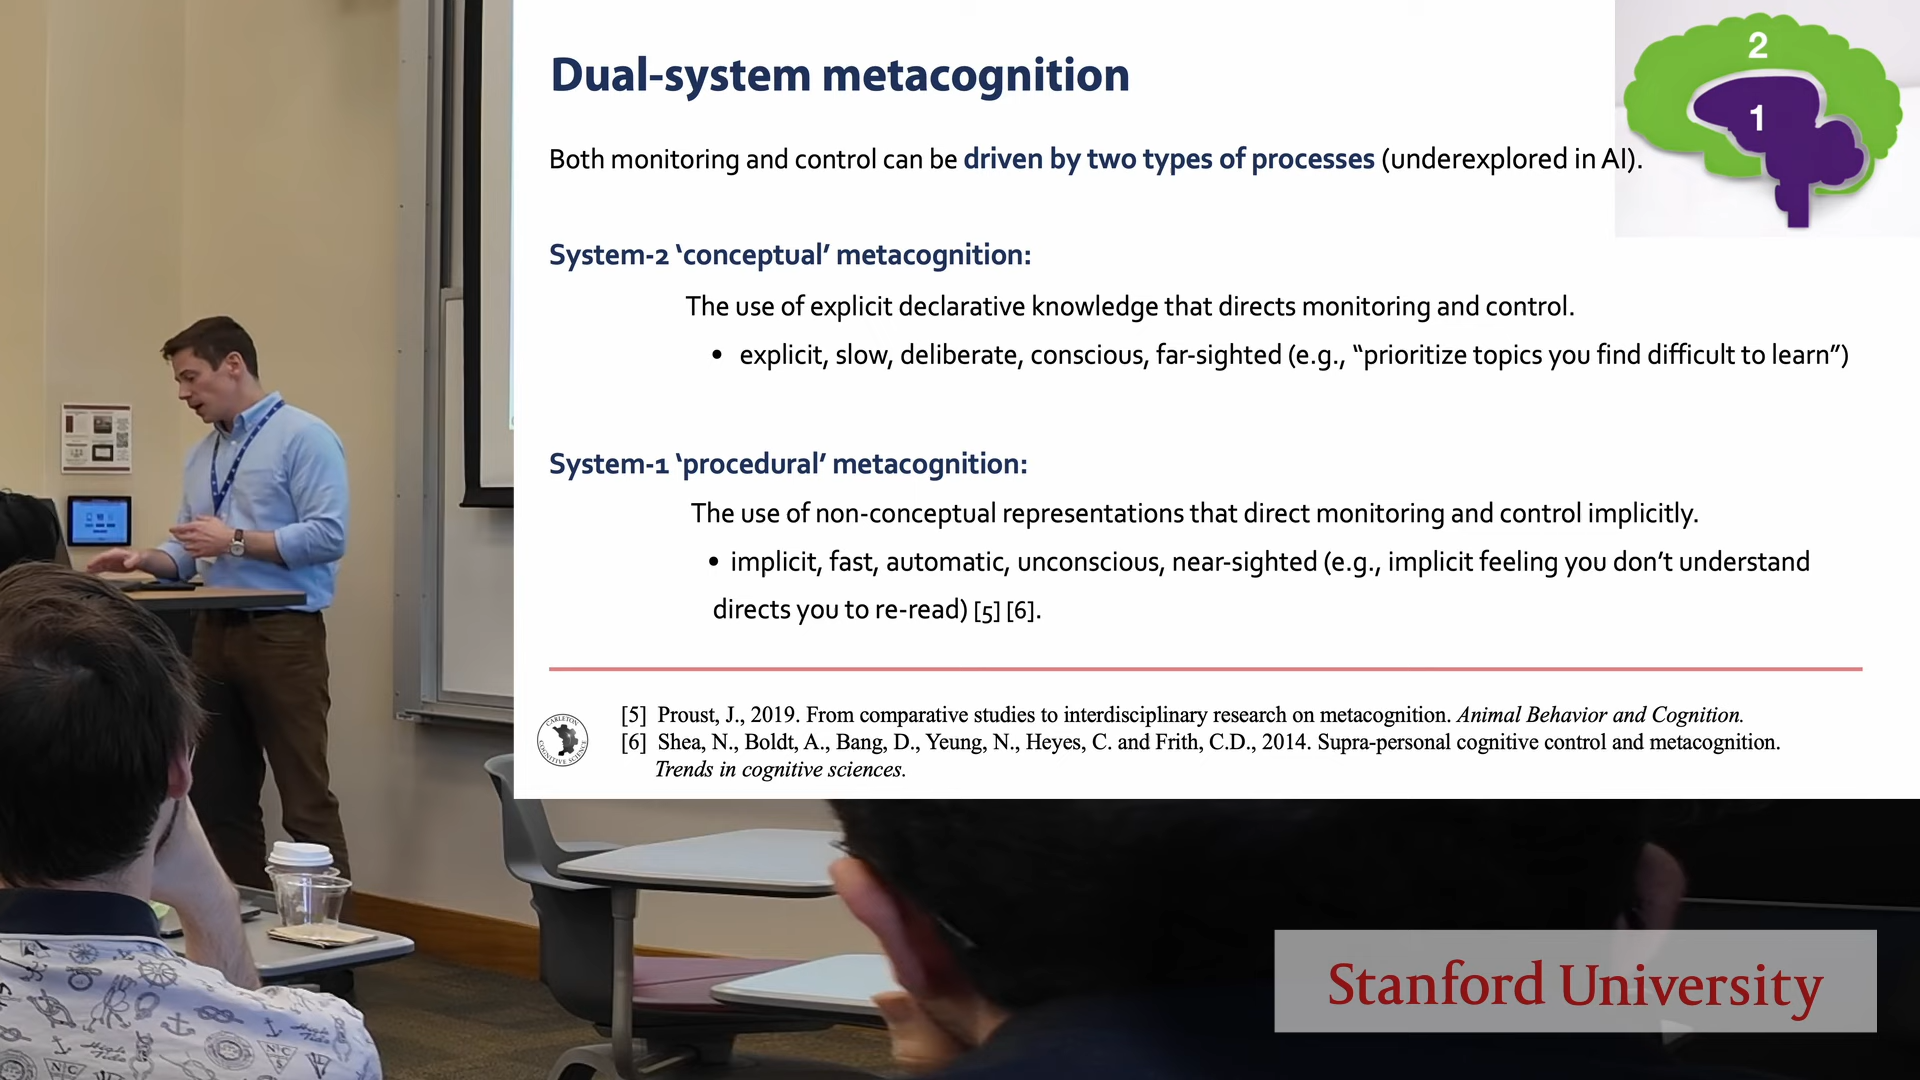 Dual-system metacognition
2
1
Both monitoring and control can be driven by two types of processes (underexplored in AI).
System-2 ‘conceptual’ metacognition:
The use of explicit declarative knowledge that directs monitoring and control.
• explicit, slow, deliberate, conscious, far-sighted (e.g., “prioritize topics you find difficult to learn”)
System-1 ‘procedural’ metacognition:
The use of non-conceptual representations that direct monitoring and control implicitly.
• implicit, fast, automatic, unconscious, near-sighted (e.g., implicit feeling you don’t understand
directs you to re-read) [5] [6].
CARLETON
COGNITIVE SCIENCE
[5] Proust, J., 2019. From comparative studies to interdisciplinary research on metacognition. Animal Behavior and Cognition.
[6] Shea, N., Boldt, A., Bang, D., Yeung, N., Heyes, C. and Frith, C.D., 2014. Supra-personal cognitive control and metacognition.
Trends in cognitive sciences.
High Tide
Stanford University